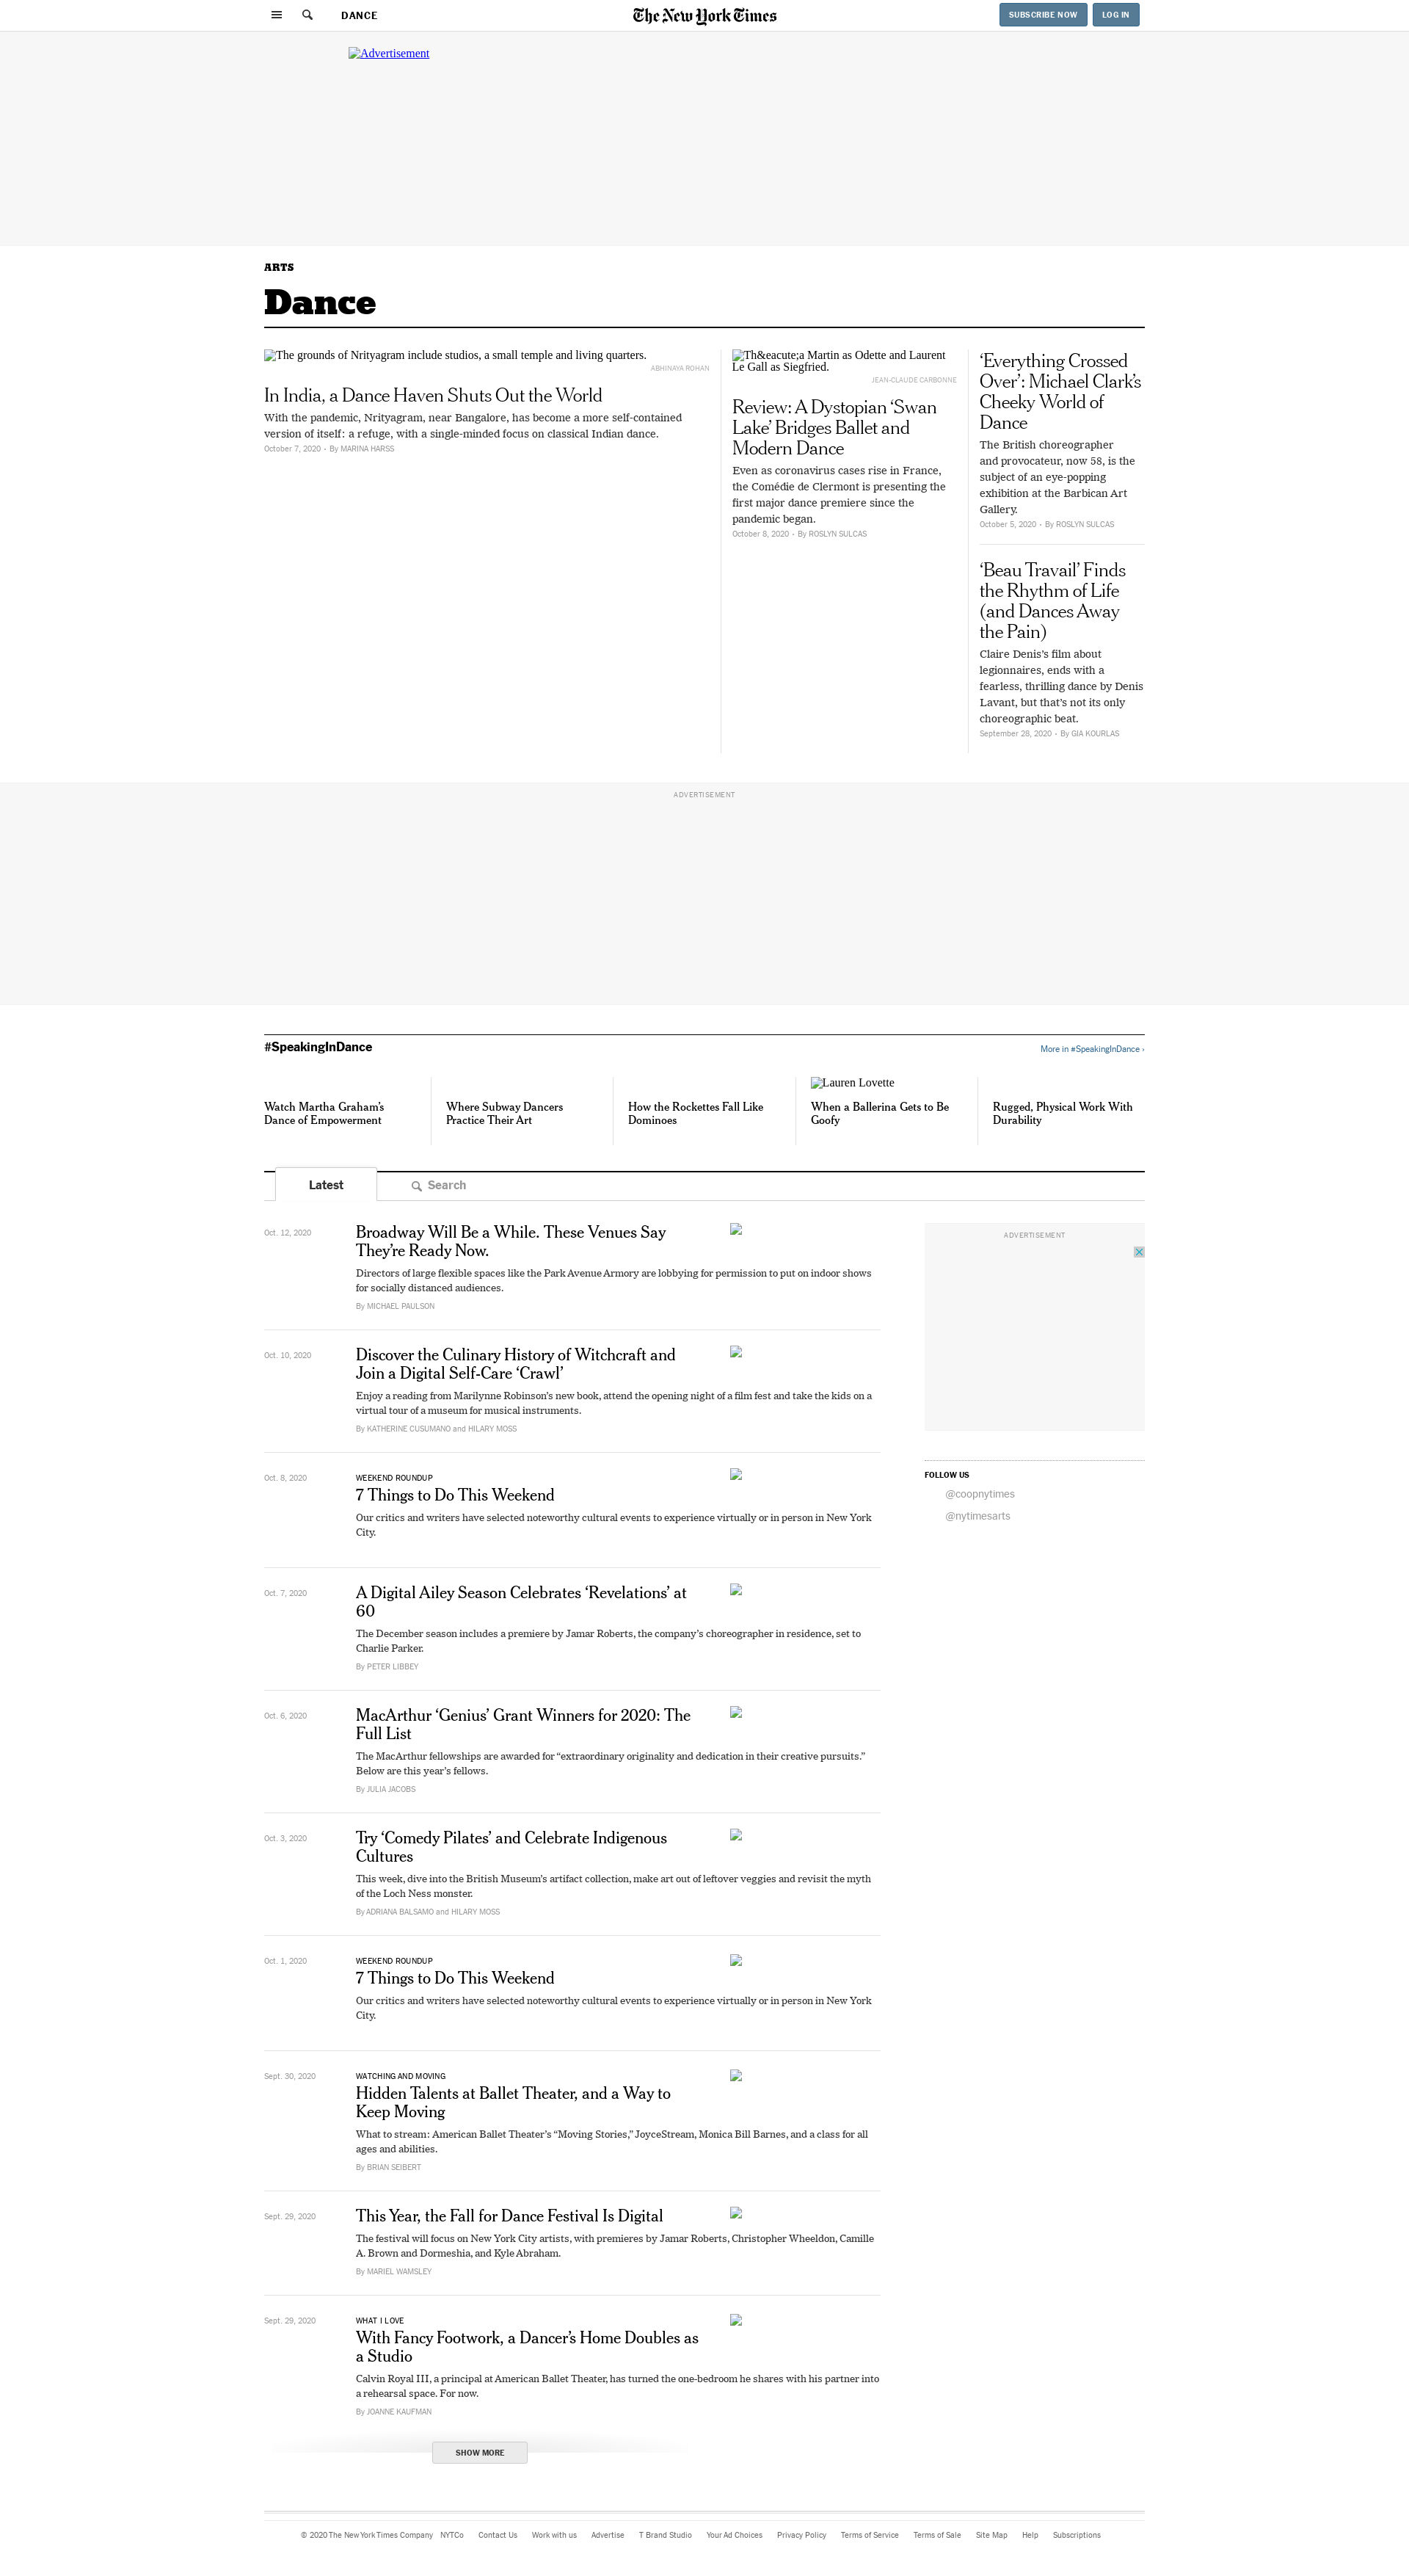 DANCE
The New York Times
SUBSCRIBE NOW
LOG IN
Advertisement
ARTS
Dance
The grounds of Nrityagram include studios, a small temple and living quarters.
ABHINAYA ROHAN
In India, a Dance Haven Shuts Out the World
With the pandemic, Nrityagram, near Bangalore, has become a more self-contained
version of itself: a refuge, with a single-minded focus on classical Indian dance.
October 7, 2020 • By MARINA HARSS
Th&eacute;a Martin as Odette and Laurent
Le Gall as Siegfried.
JEAN-CLAUDE CARBONNE
Review: A Dystopian ‘Swan
Lake’ Bridges Ballet and
Modern Dance
Even as coronavirus cases rise in France,
the Comédie de Clermont is presenting the
first major dance premiere since the
pandemic began.
October 8, 2020 • By ROSLYN SULCAS
‘Everything Crossed
Over’: Michael Clark’s
Cheeky World of
Dance
The British choreographer
and provocateur, now 58, is the
subject of an eye-popping
exhibition at the Barbican Art
Gallery.
October 5, 2020 • By ROSLYN SULCAS
‘Beau Travail’ Finds
the Rhythm of Life
(and Dances Away
the Pain)
Claire Denis’s film about
legionnaires, ends with a
fearless, thrilling dance by Denis
Lavant, but that’s not its only
choreographic beat.
September 28, 2020 • By GIA KOURLAS
ADVERTISEMENT
#SpeakingInDance
More in #SpeakingInDance ›
Watch Martha Graham’s
Dance of Empowerment
Where Subway Dancers
Practice Their Art
How the Rockettes Fall Like
Dominoes
Lauren Lovette
When a Ballerina Gets to Be
Goofy
Rugged, Physical Work With
Durability
Latest
Search
Oct. 12, 2020
Broadway Will Be a While. These Venues Say
They’re Ready Now.
Directors of large flexible spaces like the Park Avenue Armory are lobbying for permission to put on indoor shows
for socially distanced audiences.
By MICHAEL PAULSON
Oct. 10, 2020
Discover the Culinary History of Witchcraft and
Join a Digital Self-Care ‘Crawl’
Enjoy a reading from Marilynne Robinson’s new book, attend the opening night of a film fest and take the kids on a
virtual tour of a museum for musical instruments.
By KATHERINE CUSUMANO and HILARY MOSS
Oct. 8, 2020
WEEKEND ROUNDUP
7 Things to Do This Weekend
Our critics and writers have selected noteworthy cultural events to experience virtually or in person in New York
City.
Oct. 7, 2020
A Digital Ailey Season Celebrates ‘Revelations’ at
60
The December season includes a premiere by Jamar Roberts, the company’s choreographer in residence, set to
Charlie Parker.
By PETER LIBBEY
Oct. 6, 2020
MacArthur ‘Genius’ Grant Winners for 2020: The
Full List
The MacArthur fellowships are awarded for “extraordinary originality and dedication in their creative pursuits.”
Below are this year’s fellows.
By JULIA JACOBS
Oct. 3, 2020
Try ‘Comedy Pilates’ and Celebrate Indigenous
Cultures
This week, dive into the British Museum’s artifact collection, make art out of leftover veggies and revisit the myth
of the Loch Ness monster.
By ADRIANA BALSAMO and HILARY MOSS
Oct. 1, 2020
WEEKEND ROUNDUP
7 Things to Do This Weekend
Our critics and writers have selected noteworthy cultural events to experience virtually or in person in New York
City.
Sept. 30, 2020
WATCHING AND MOVING
Hidden Talents at Ballet Theater, and a Way to
Keep Moving
What to stream: American Ballet Theater’s “Moving Stories,” JoyceStream, Monica Bill Barnes, and a class for all
ages and abilities.
By BRIAN SEIBERT
Sept. 29, 2020
This Year, the Fall for Dance Festival Is Digital
The festival will focus on New York City artists, with premieres by Jamar Roberts, Christopher Wheeldon, Camille
A. Brown and Dormeshia, and Kyle Abraham.
By MARIEL WAMSLEY
Sept. 29, 2020
WHAT I LOVE
With Fancy Footwork, a Dancer’s Home Doubles as
a Studio
Calvin Royal III, a principal at American Ballet Theater, has turned the one-bedroom he shares with his partner into
a rehearsal space. For now.
By JOANNE KAUFMAN
SHOW MORE
ADVERTISEMENT
FOLLOW US
@coopnytimes
@nytimesarts
© 2020 The New York Times Company NYTCo Contact Us Work with us Advertise T Brand Studio Your Ad Choices Privacy Policy Terms of Service Terms of Sale Site Map Help Subscriptions